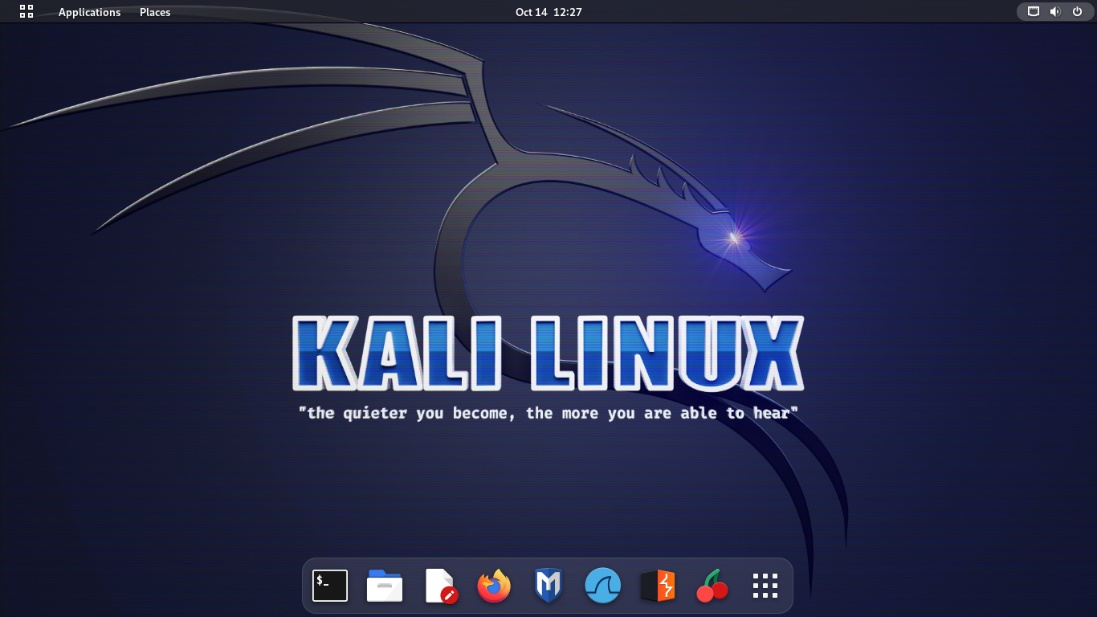 Applications Places Oct 14 12:27
KALI LINUX
"the quieter you become, the more you are able to hear"
$_
M